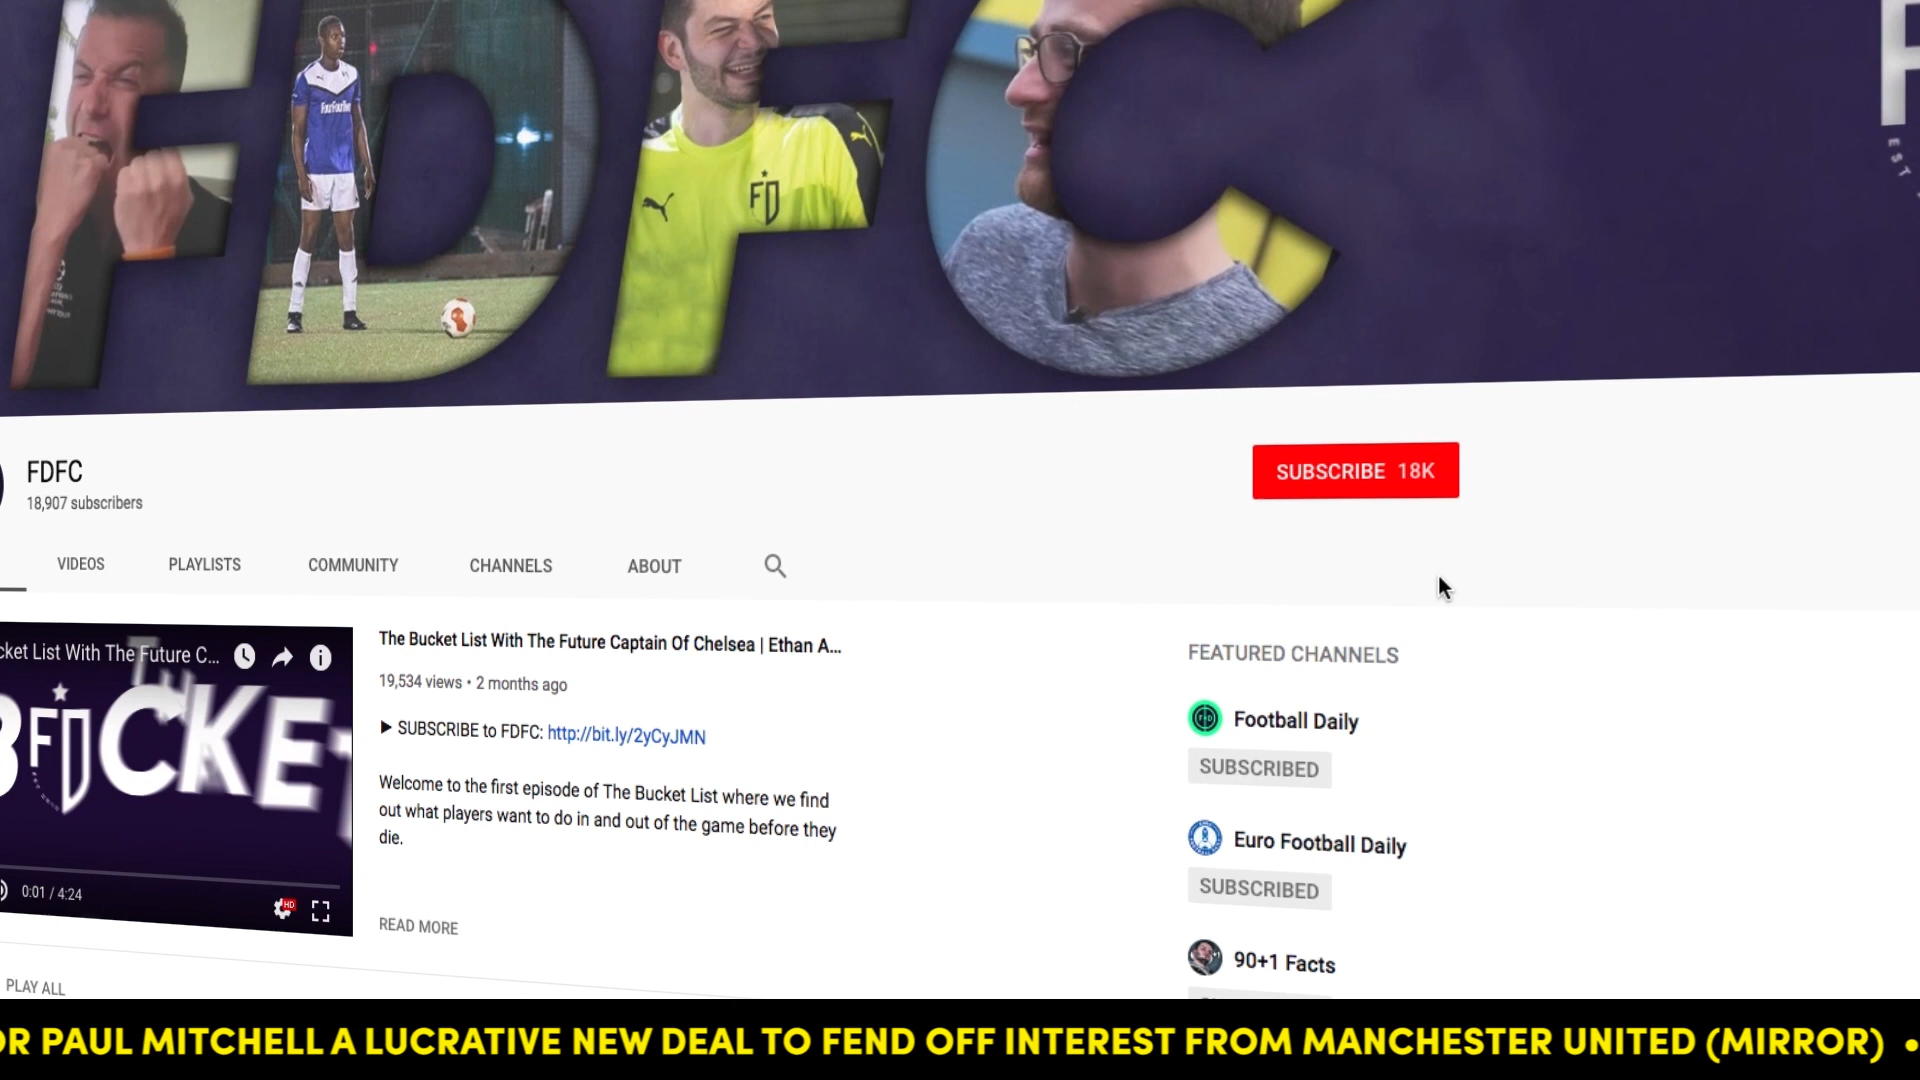 FDFC
FourFourTwo
FD
EST
FDFC
18,907 subscribers
SUBSCRIBE 18K
VIDEOS
PLAYLISTS
COMMUNITY
CHANNELS
ABOUT
cket List With The Future C...
BUCKET
0:01 / 4:24
HD
The Bucket List With The Future Captain Of Chelsea | Ethan A...
19,534 views • 2 months ago
▶ SUBSCRIBE to FDFC: http://bit.ly/2yCyJMN
Welcome to the first episode of The Bucket List where we find
out what players want to do in and out of the game before they
die.
READ MORE
FEATURED CHANNELS
Football Daily
SUBSCRIBED
Euro Football Daily
SUBSCRIBED
90+1 Facts
PLAY ALL
OR PAUL MITCHELL A LUCRATIVE NEW DEAL TO FEND OFF INTEREST FROM MANCHESTER UNITED (MIRROR) •